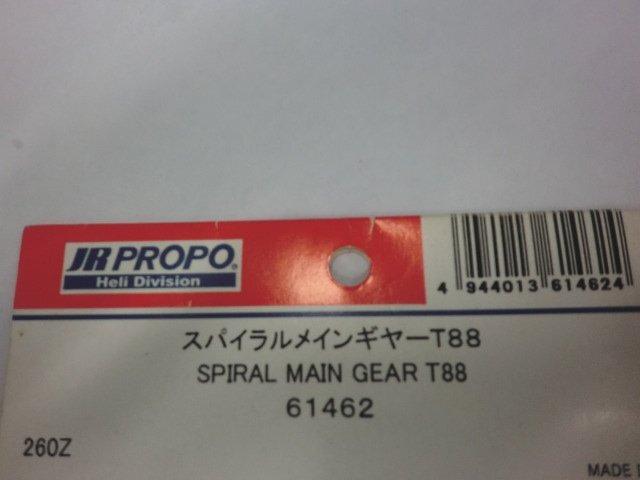 JR PROPO®
Heli Division
4 944013 614624
スパイラルメインギヤーT88
SPIRAL MAIN GEAR T88
61462
260Z
MADE